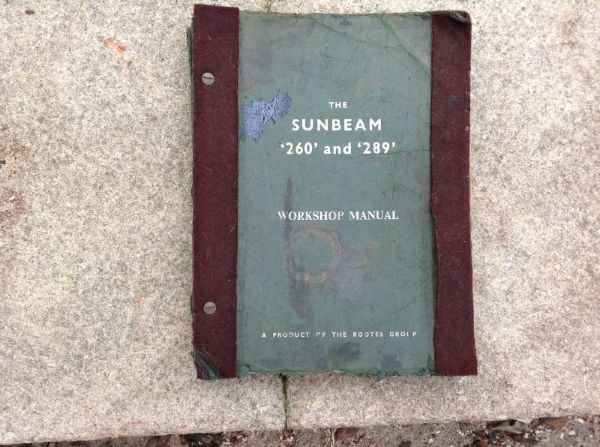 THE
SUNBEAM
'260' and '289'
WORKSHOP MANUAL
A PRODUCT OF THE ROOTES GROUP